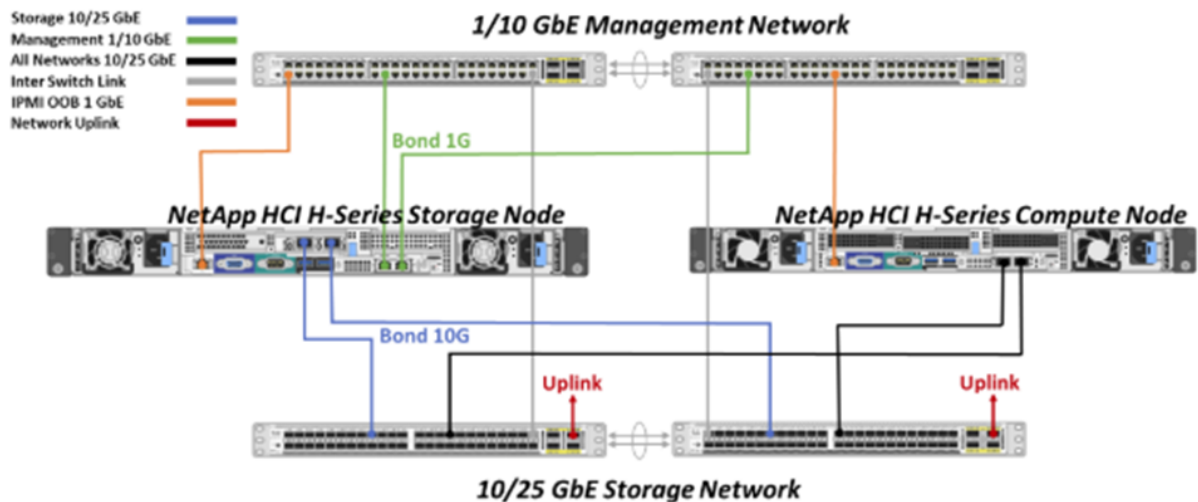 Storage 10/25 GbE
Management 1/10 GbE
All Networks 10/25 GbE
Inter Switch Link
IPMI OOB 1 GbE
Network Uplink
1/10 GbE Management Network
Bond 1G
NetApp HCI H-Series Storage Node
NetApp HCI H-Series Compute Node
Bond 10G
Uplink
Uplink
10/25 GbE Storage Network